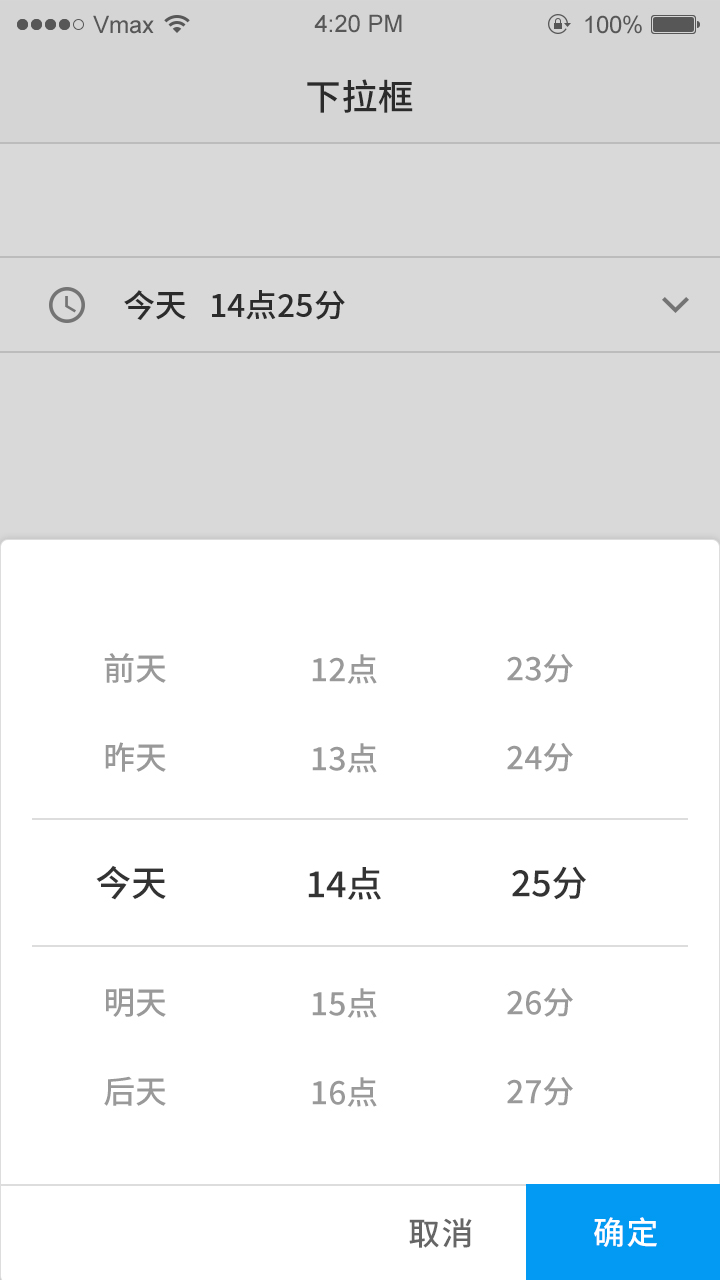 Vmax 4:20 PM 100%
下拉框
今天 14点25分
前天 12点 23分
昨天 13点 24分
今天 14点 25分
明天 15点 26分
后天 16点 27分
取消 确定